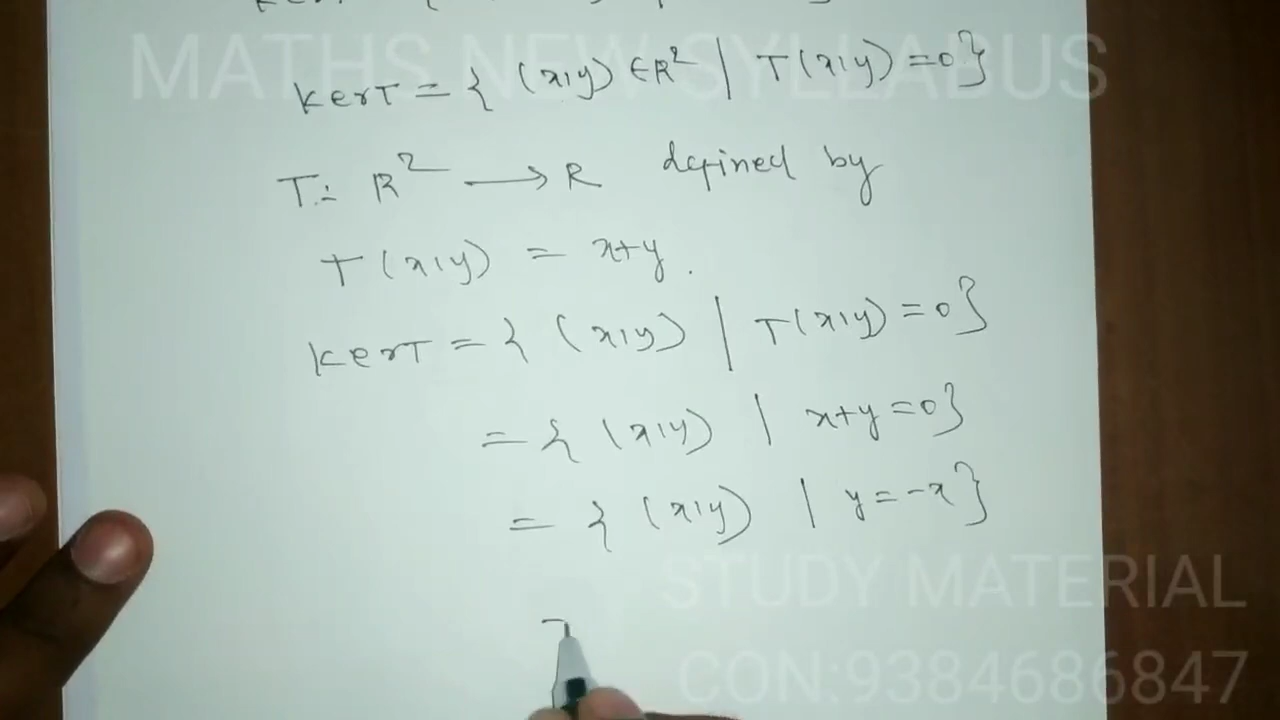 MATHS NEW SYLLABUS
KerT = { (x,y) ∈ R² | T(x,y) = 0}
T: R² → R defined by
T(x,y) = x+y.
KerT = { (x,y) | T(x,y) = 0}
= { (x,y) | x+y = 0}
= { (x,y) | y = -x}
STUDY MATERIAL
CON:9384686847